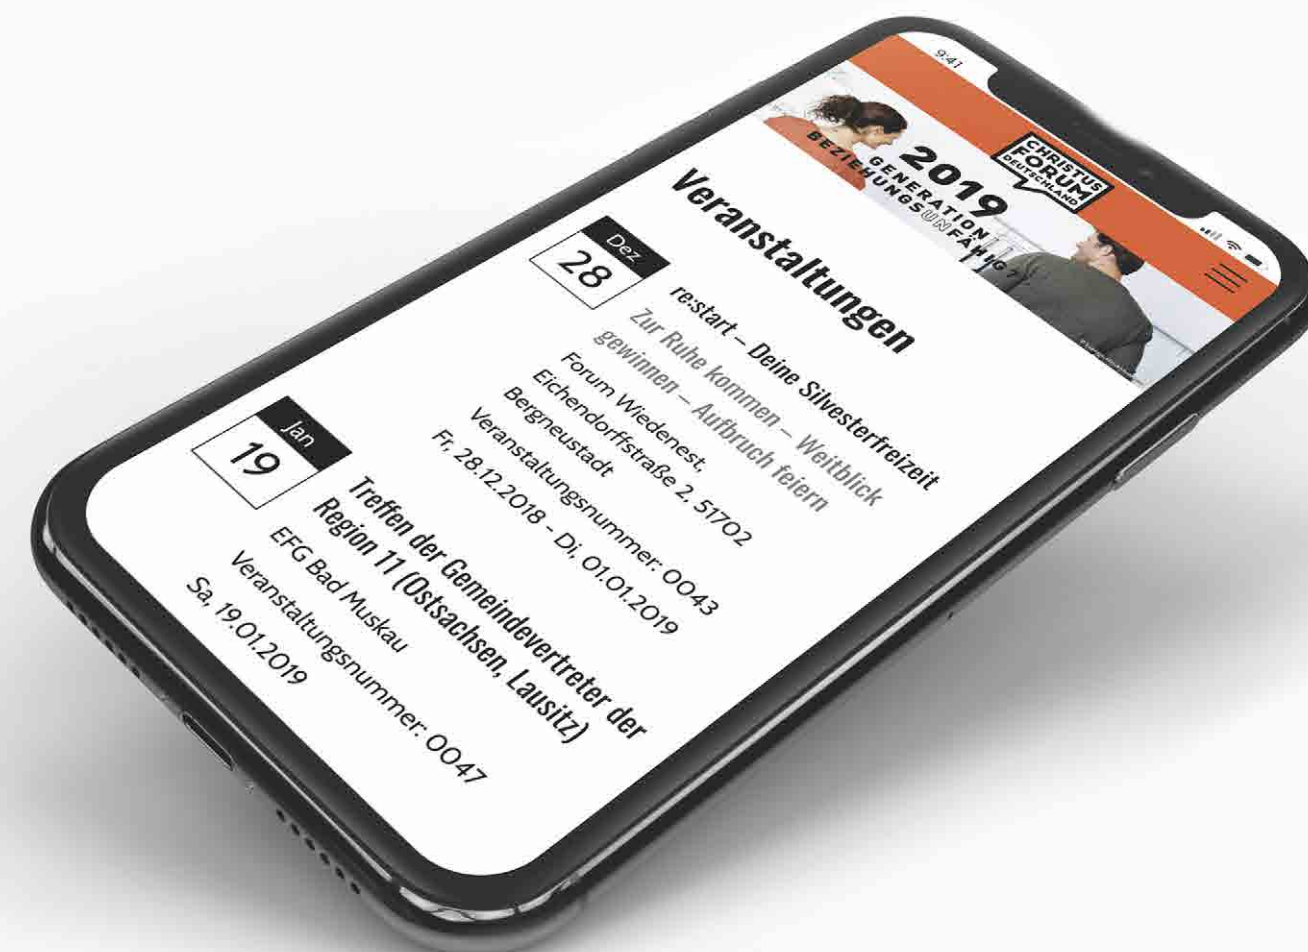 9:41
CHRISTUS
FORUM
DEUTSCHLAND
2019
GENERATION
BEZIEHUNGSUNFÄHIG?
Veranstaltungen
Dez
28
re:start – Deine Silvesterfreizeit
Zur Ruhe kommen – Weitblick
gewinnen – Aufbruch feiern
Forum Wiedenest,
Eichendorffstraße 2, 51702
Bergneustadt
Veranstaltungsnummer: 0043
Fr, 28.12.2018 – Di, 01.01.2019
Jan
19
Treffen der Gemeindevertreter der
Region 11 (Ostsachsen, Lausitz)
EFG Bad Muskau
Veranstaltungsnummer: 0047
Sa, 19.01.2019